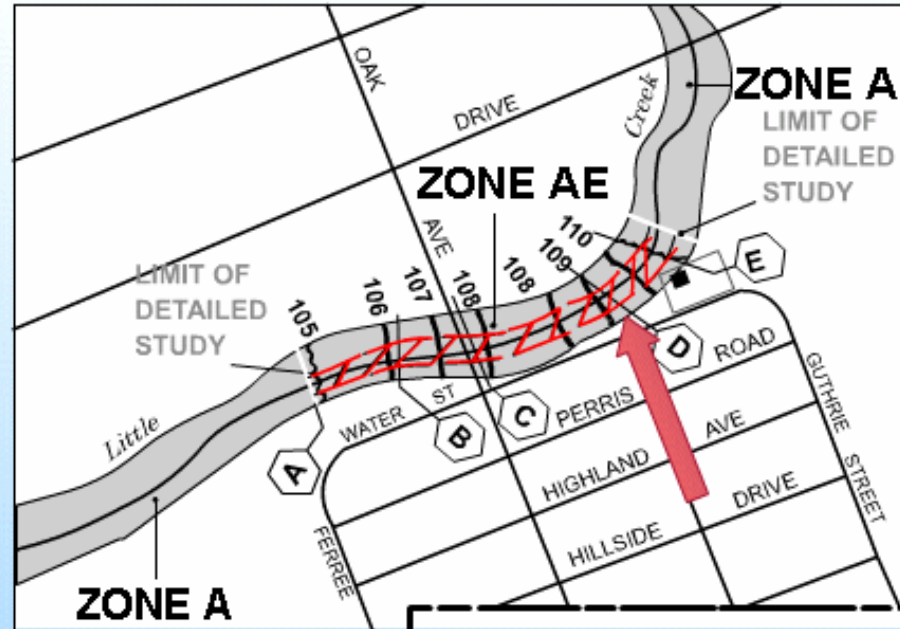 OAK
DRIVE
Creek
ZONE A
LIMIT OF
DETAILED
STUDY
ZONE AE
AVE
110
109
108
108
107
106
105
LIMIT OF
DETAILED
STUDY
E
D
C
B
A
Little
WATER ST
PERRIS ROAD
HIGHLAND AVE
HILLSIDE DRIVE
GUTHRIE STREET
FERREE
ZONE A